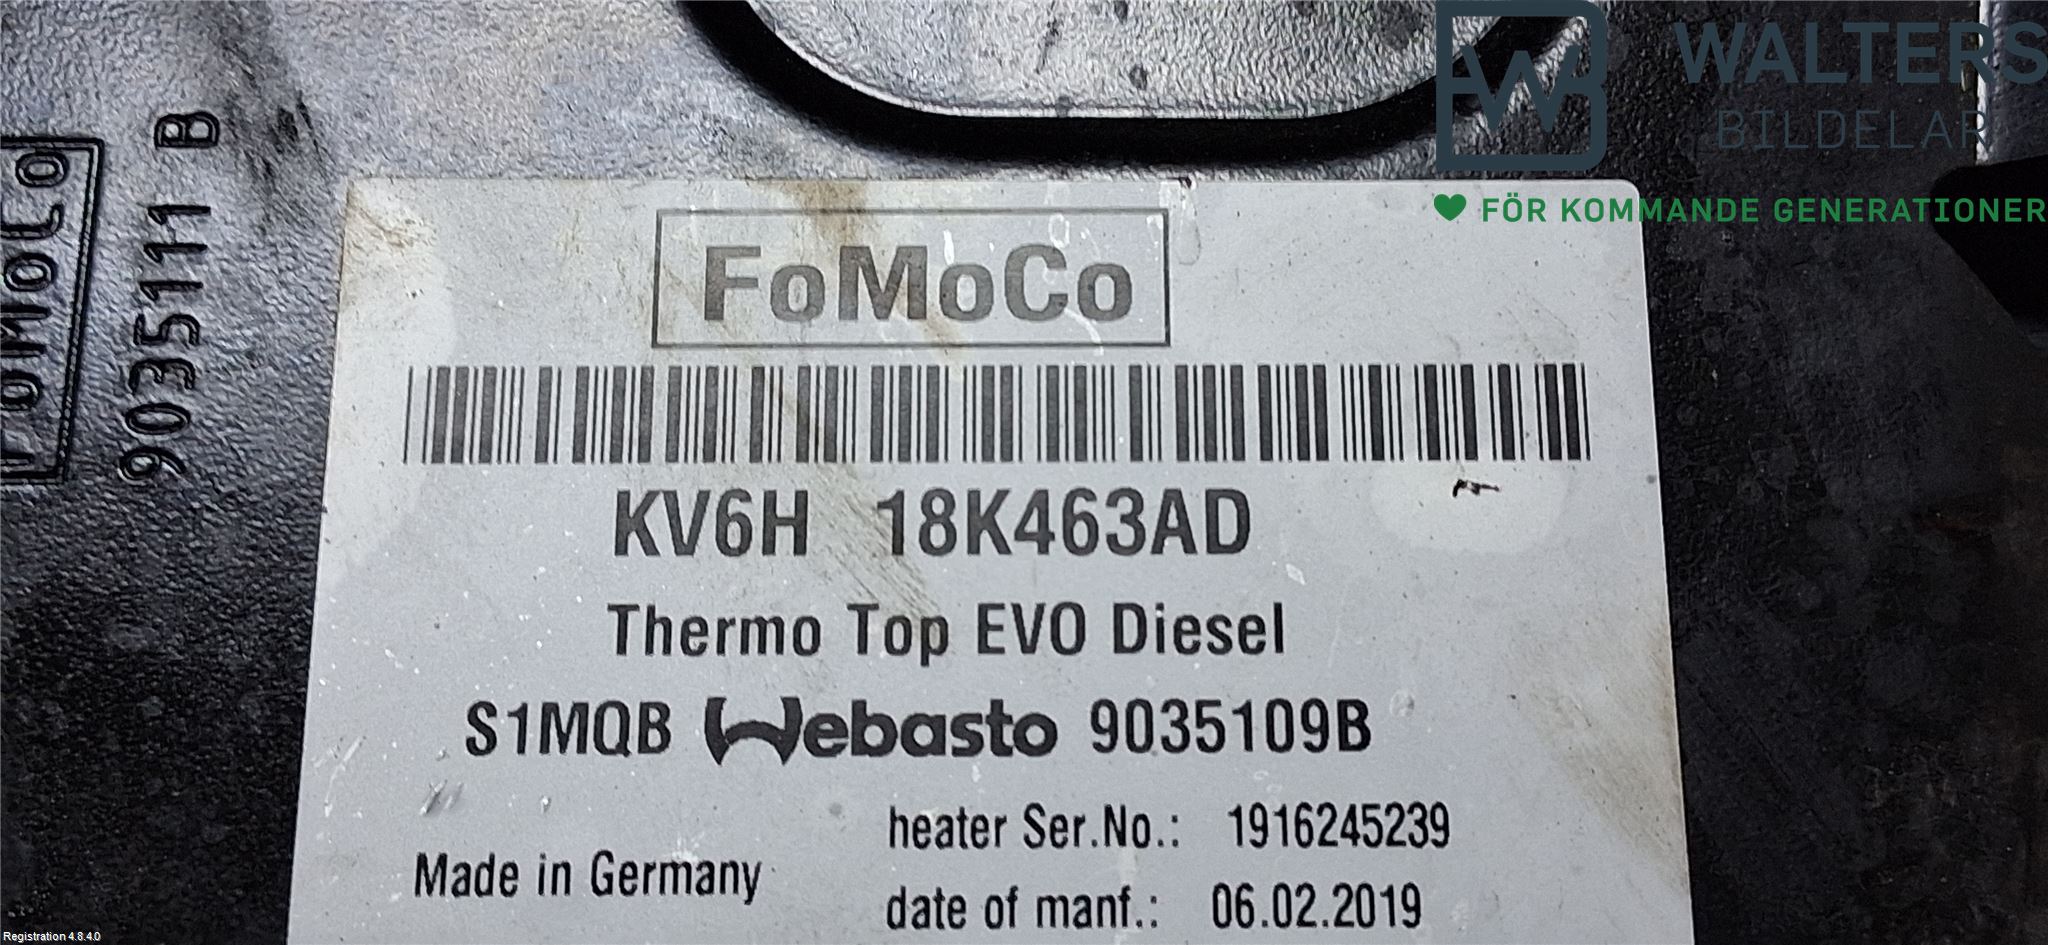 WALTERS
BILDELAR
FÖR KOMMANDE GENERATIONER
FoMoCo
9035111 B
FoMoCo
KV6H 18K463AD
Thermo Top EVO Diesel
S1MQB Webasto 9035109B
heater Ser.No.: 1916245239
Made in Germany
date of manf.: 06.02.2019
Registration 4.8.4.0